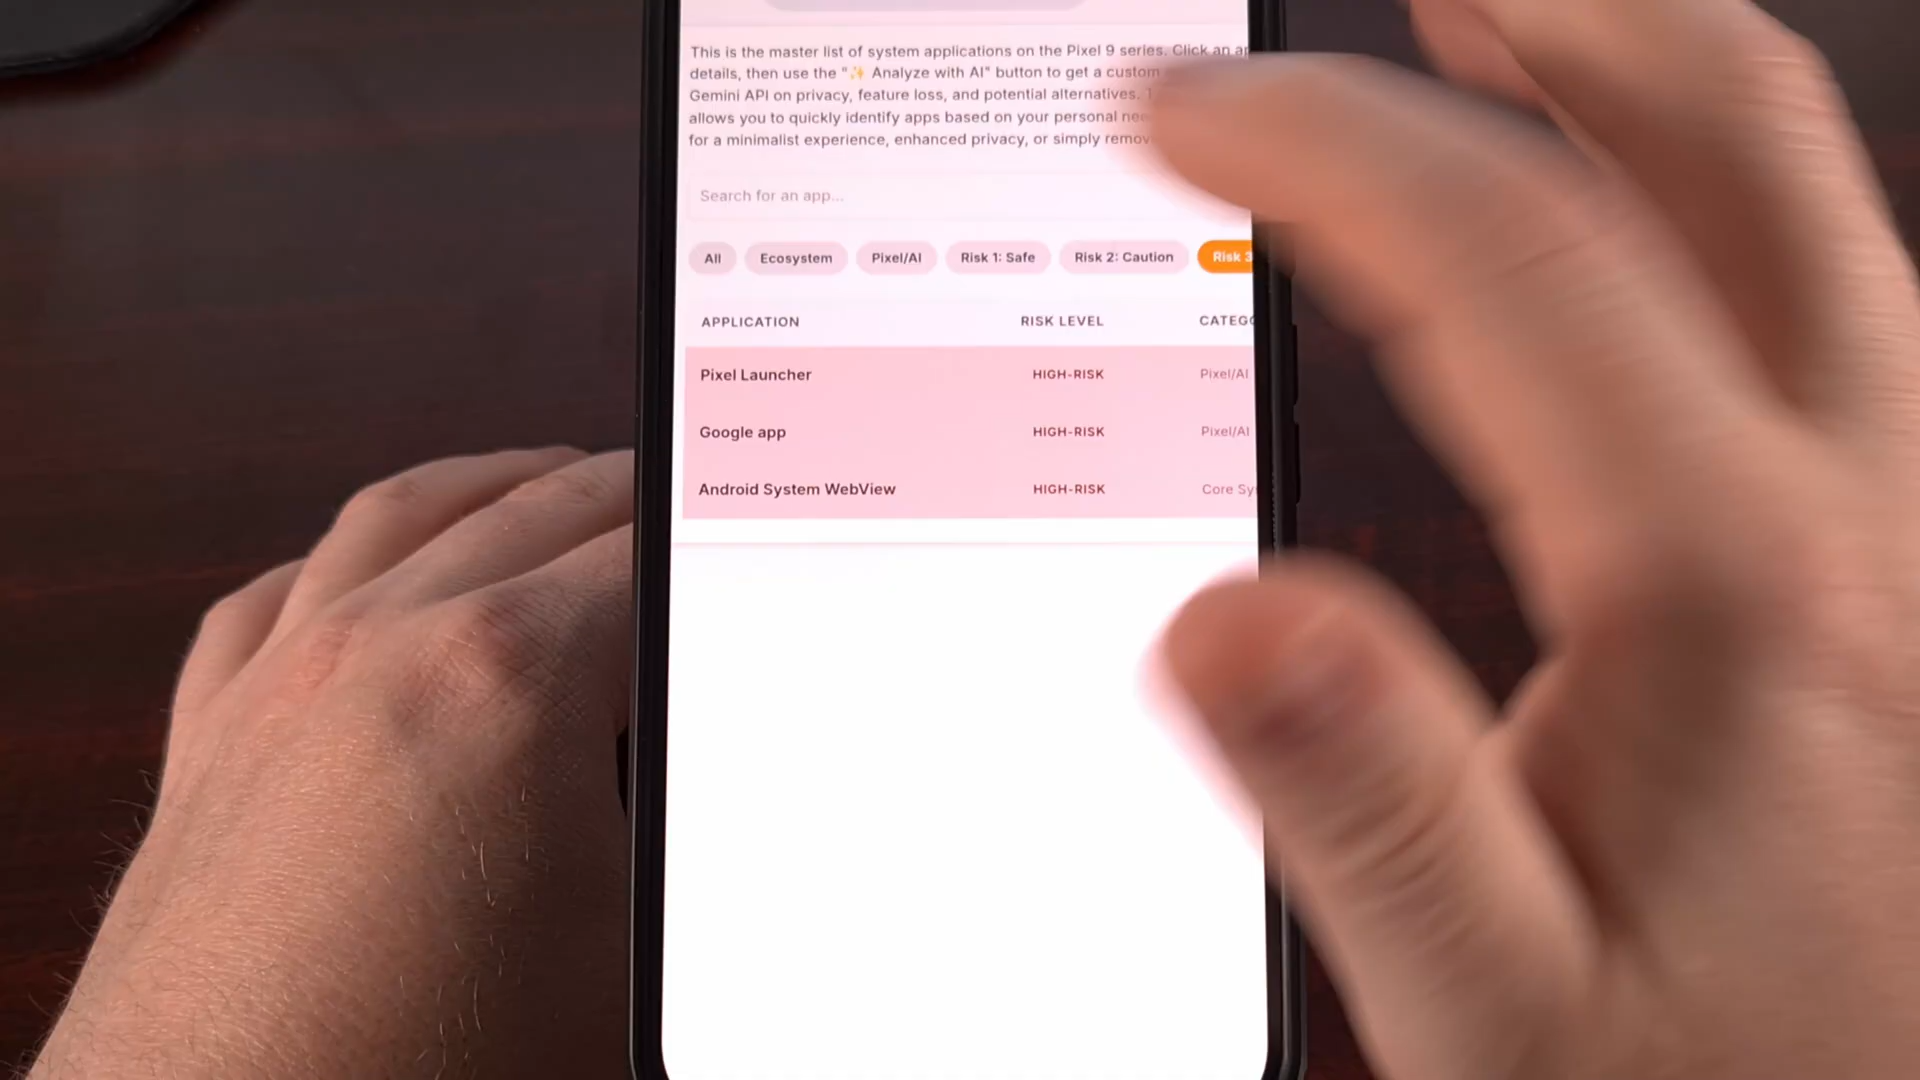 This is the master list of system applications on the Pixel 9 series. Click an
details, then use the "✨ Analyze with AI" button to get a custom
Gemini API on privacy, feature loss, and potential alternatives.
allows you to quickly identify apps based on your personal
for a minimalist experience, enhanced privacy, or simply
Search for an app...
All Ecosystem Pixel/AI Risk 1: Safe Risk 2: Caution Risk 3
APPLICATION RISK LEVEL
Pixel Launcher HIGH-RISK Pixel/AI
Google app HIGH-RISK Pixel/AI
Android System WebView HIGH-RISK Core